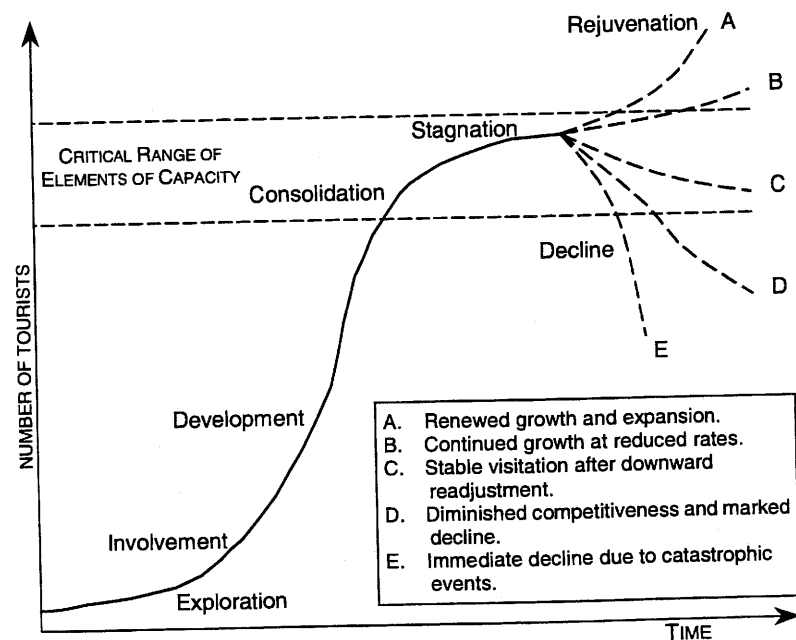 Rejuvenation
A
B
Stagnation
CRITICAL RANGE OF
ELEMENTS OF CAPACITY
Consolidation
C
Decline
D
E
NUMBER OF TOURISTS
Development
Involvement
Exploration
A. Renewed growth and expansion.
B. Continued growth at reduced rates.
C. Stable visitation after downward
readjustment.
D. Diminished competitiveness and marked
decline.
E. Immediate decline due to catastrophic
events.
TIME